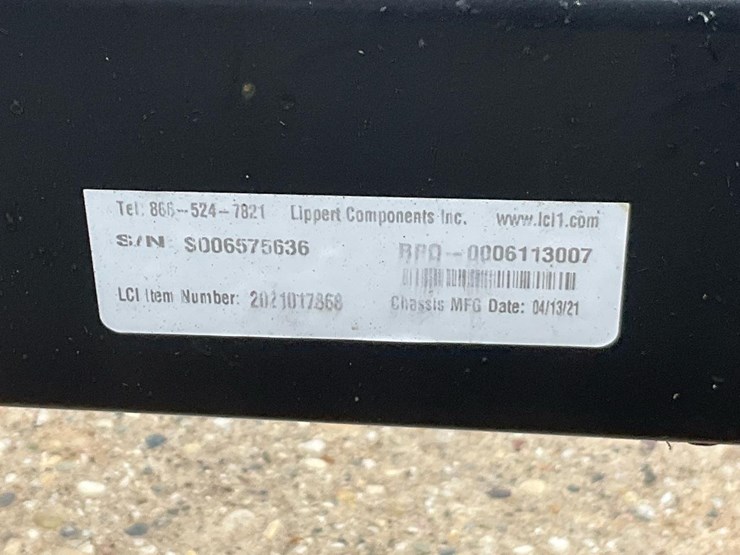 Tel: 866-524-7821 Lippert Components Inc. www.lci1.com
S/N: S006575636
RPO-0006113007
LCI Item Number: 2021017868
Chassis MFG Date: 04/13/21